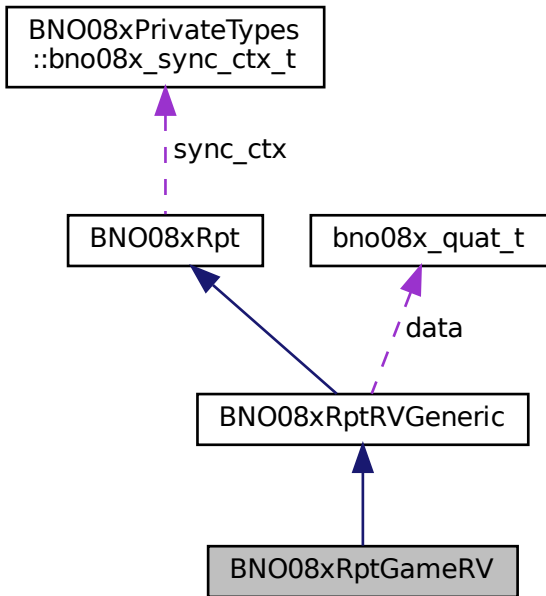 BNO08xPrivateTypes
::bno08x_sync_ctx_t
sync_ctx
BNO08xRpt
bno08x_quat_t
data
BNO08xRptRVGeneric
BNO08xRptGameRV